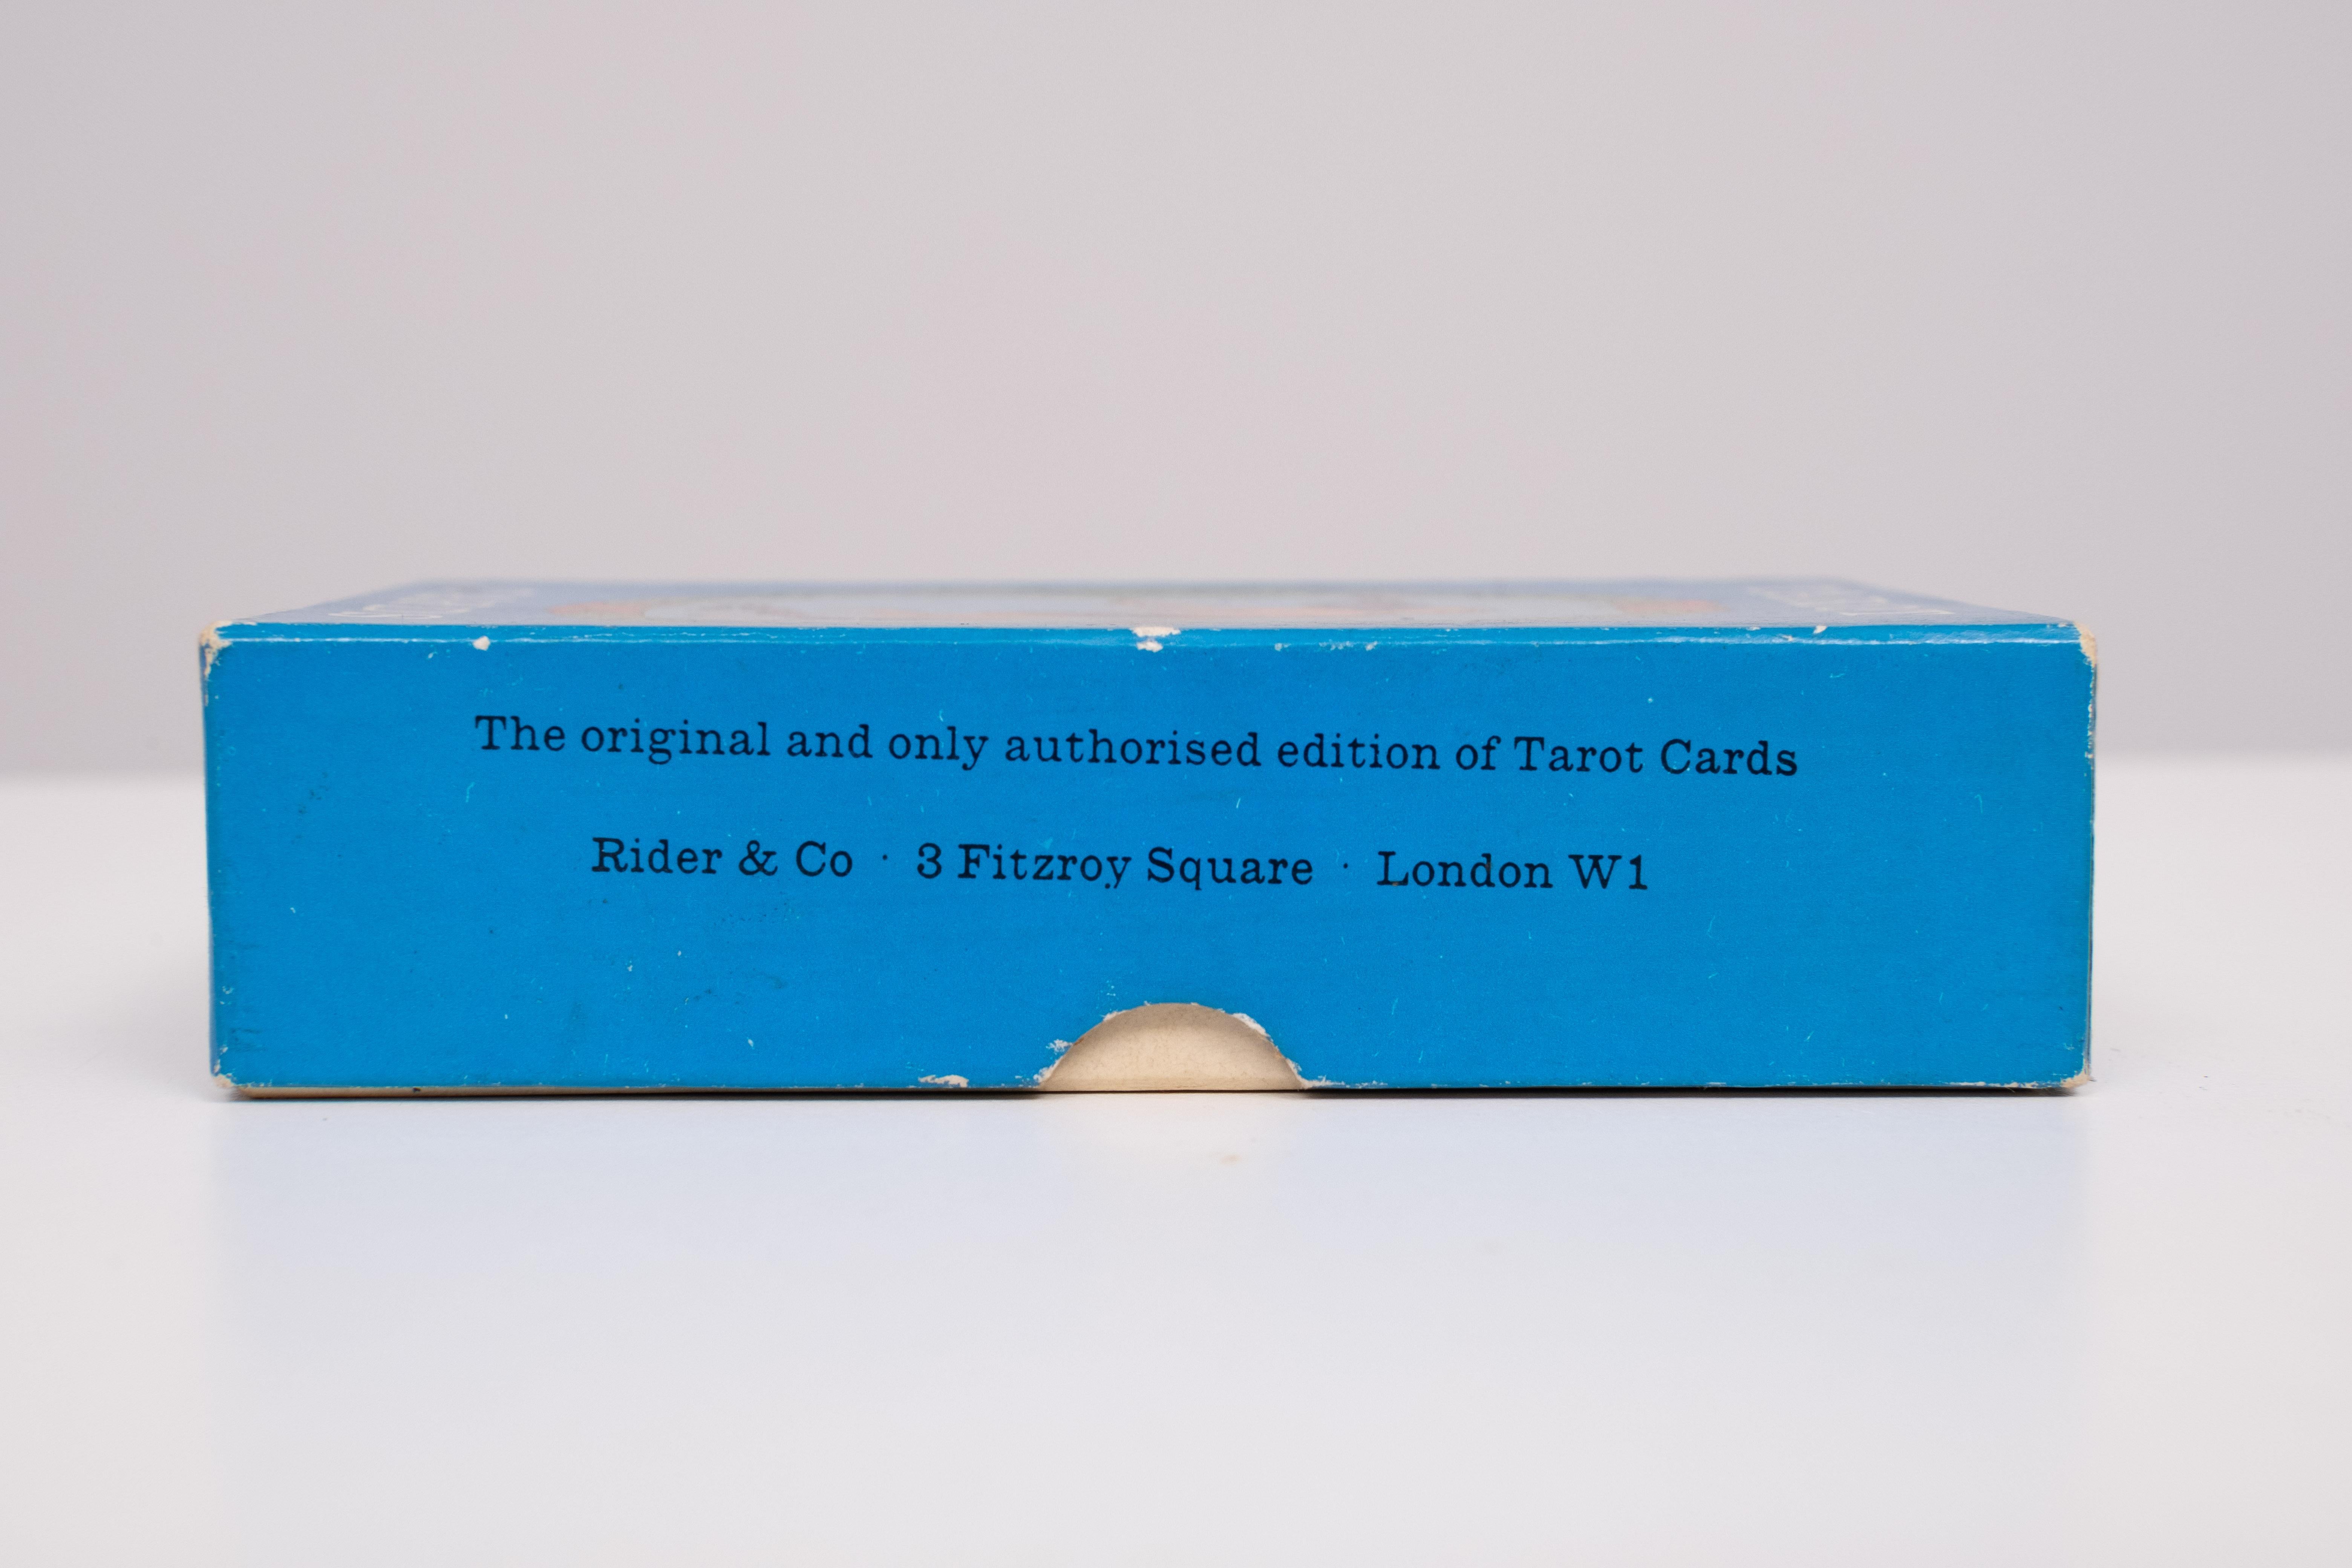 The original and only authorised edition of Tarot Cards
Rider & Co · 3 Fitzroy Square · London W1